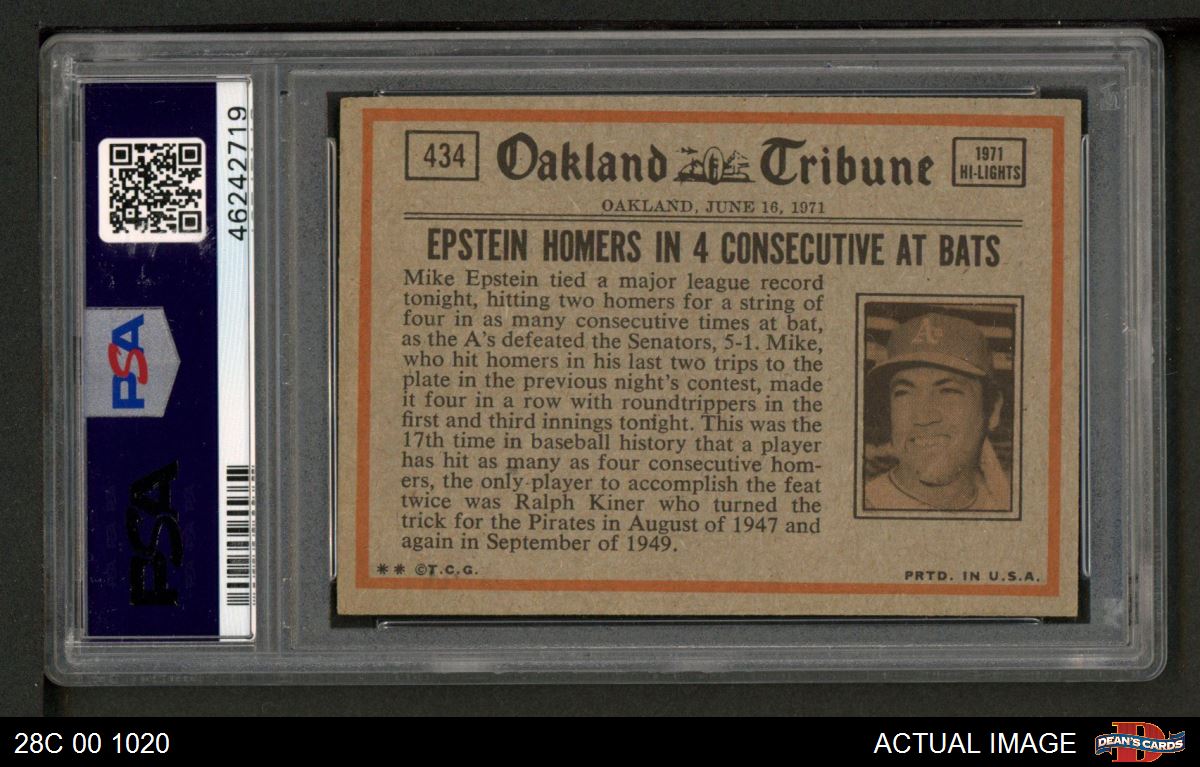 46242719
PSA
PSA
434
Oakland Tribune
1971
HI-LIGHTS
OAKLAND, JUNE 16, 1971
EPSTEIN HOMERS IN 4 CONSECUTIVE AT BATS
Mike Epstein tied a major league record
tonight, hitting two homers for a string of
four in as many consecutive times at bat,
as the A's defeated the Senators, 5-1. Mike,
who hit homers in his last two trips to the
plate in the previous night's contest, made
it four in a row with roundtrippers in the
first and third innings tonight. This was the
17th time in baseball history that a player
has hit as many as four consecutive hom-
ers, the only player to accomplish the feat
twice was Ralph Kiner who turned the
trick for the Pirates in August of 1947 and
again in September of 1949.
A's
** ©T.C.G.
PRTD. IN U.S.A.
28C 00 1020
ACTUAL IMAGE
D
DEAN'S CARDS